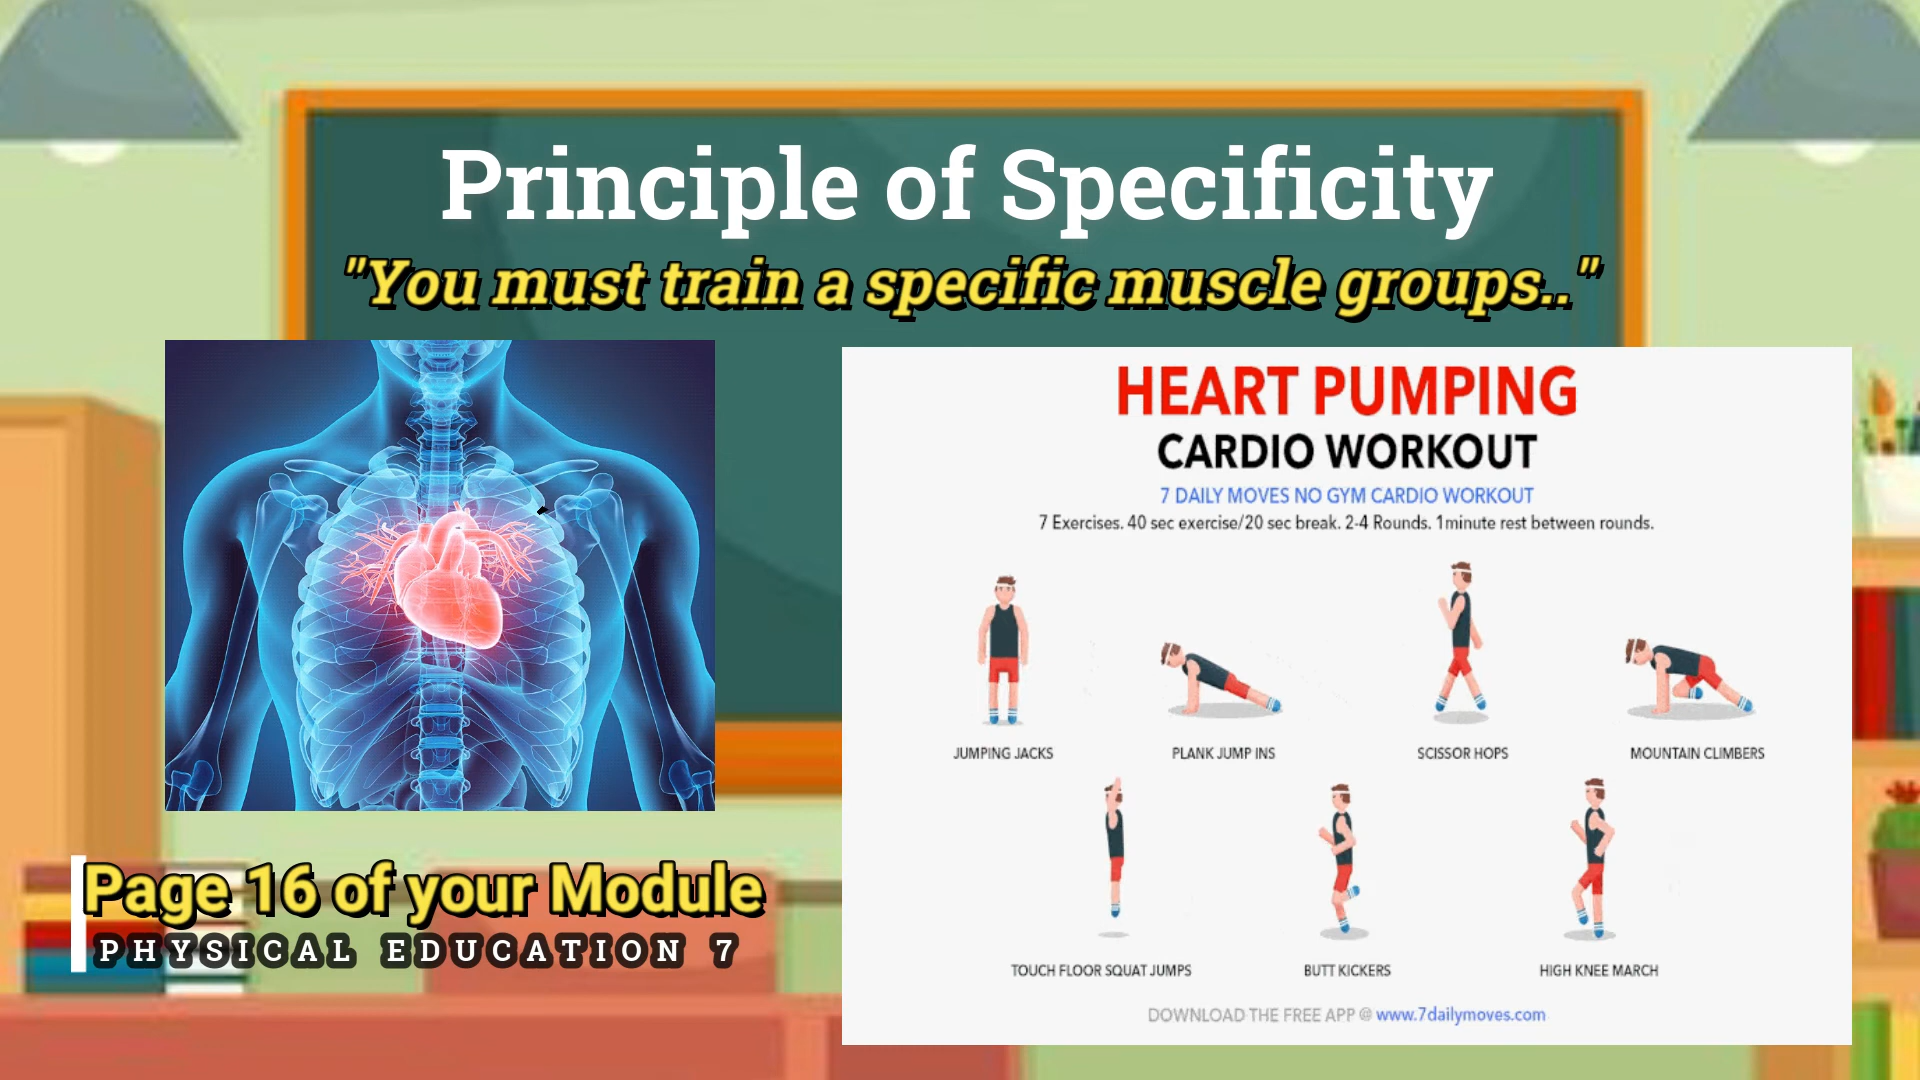 Principle of Specificity
"You must train a specific muscle groups.."
HEART PUMPING
CARDIO WORKOUT
7 DAILY MOVES NO GYM CARDIO WORKOUT
7 Exercises. 40 sec exercise/20 sec break. 2-4 Rounds. 1minute rest between rounds.
JUMPING JACKS
PLANK JUMP INS
SCISSOR HOPS
MOUNTAIN CLIMBERS
TOUCH FLOOR SQUAT JUMPS
BUTT KICKERS
HIGH KNEE MARCH
DOWNLOAD THE FREE APP @ www.7dailymoves.com
Page 16 of your Module
PHYSICAL EDUCATION 7